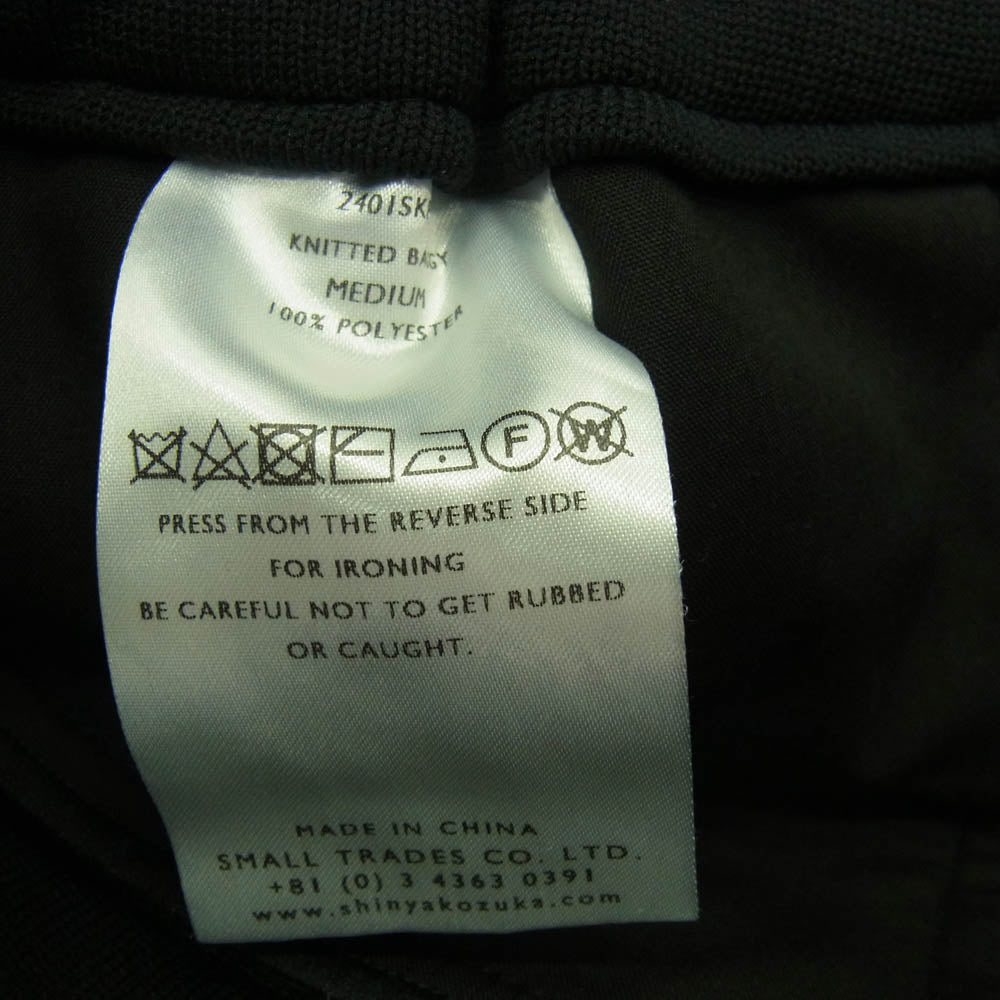 2401SK
KNITTED BAGY
MEDIUM
100% POLYESTER
F W
PRESS FROM THE REVERSE SIDE
FOR IRONING
BE CAREFUL NOT TO GET RUBBED
OR CAUGHT.
MADE IN CHINA
SMALL TRADES CO. LTD.
+81 (0) 3 4363 0391
www.shinyakozuka.com